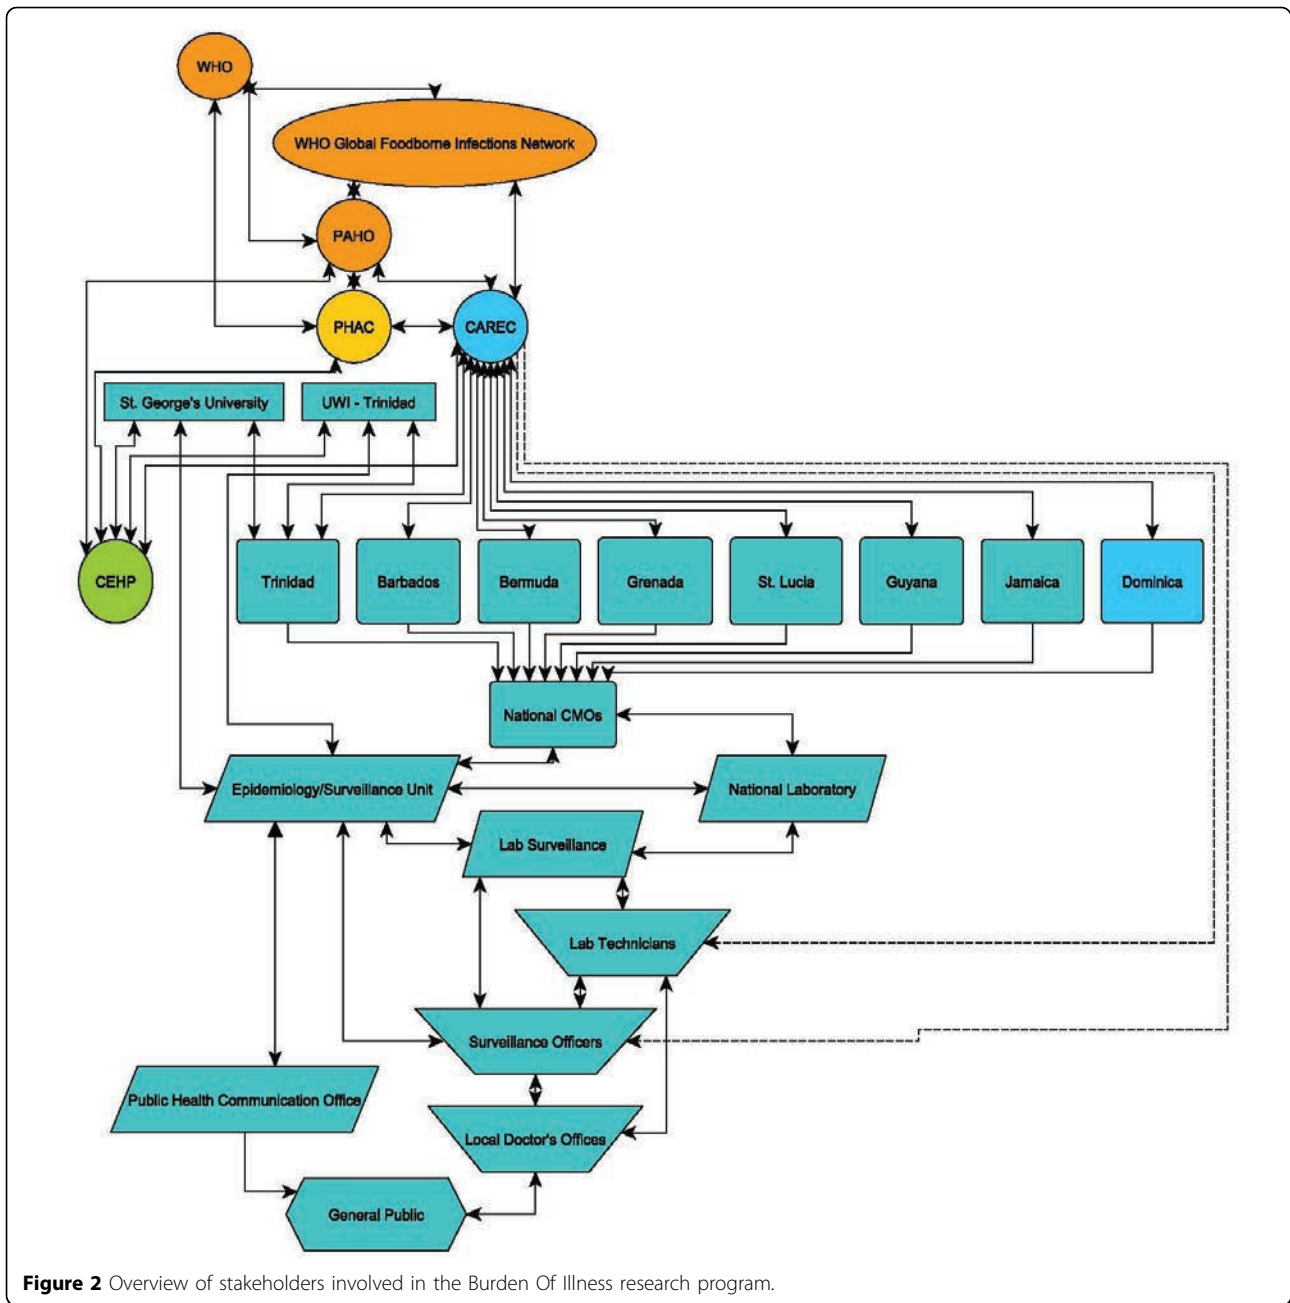 WHO
WHO Global Foodborne Infections Network
PAHO
PHAC
CAREC
St. George's University
UWI - Trinidad
CEHP
Trinidad
Barbados
Bermuda
Grenada
St. Lucia
Guyana
Jamaica
Dominica
National CMOs
Epidemiology/Surveillance Unit
National Laboratory
Lab Surveillance
Lab Technicians
Surveillance Officers
Public Health Communication Office
Local Doctor's Offices
General Public
Figure 2 Overview of stakeholders involved in the Burden Of Illness research program.